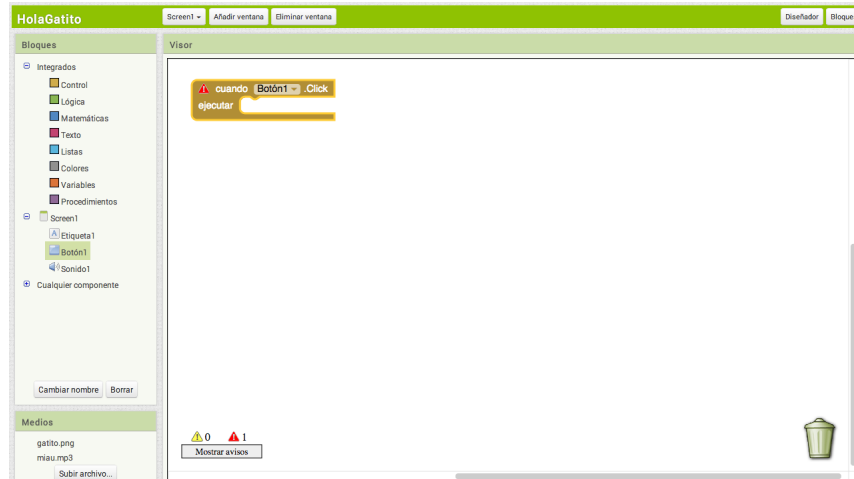 HolaGatito
Screen1
Añadir ventana
Eliminar ventana
Diseñador
Bloque
Bloques
Visor
Integrados
Control
Lógica
Matemáticas
Texto
Listas
Colores
Variables
Procedimientos
Screen1
A Etiqueta1
Botón1
Sonido1
Cualquier componente
Cambiar nombre
Borrar
Medios
gatito.png
miau.mp3
Subir archivo...
cuando Botón1 .Click
ejecutar
0
1
Mostrar avisos